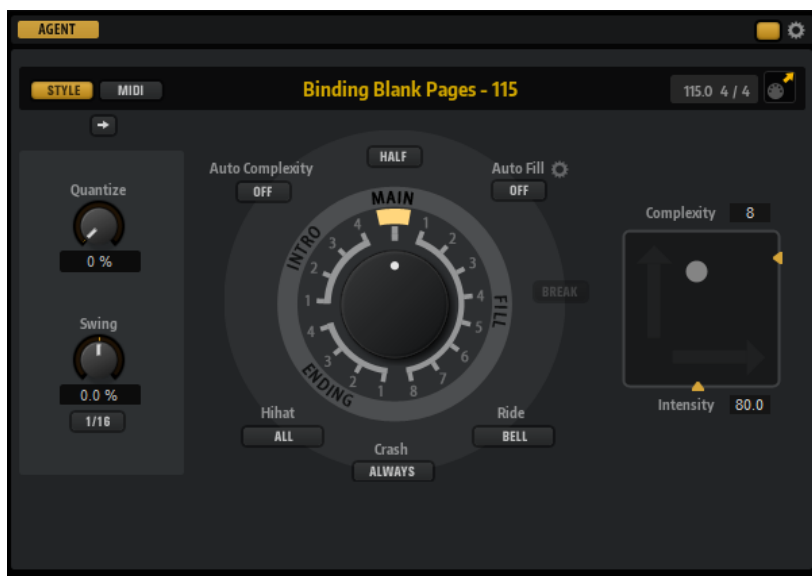 AGENT
STYLE MIDI Binding Blank Pages - 115 115.0 4 / 4
HALF
Auto Complexity Auto Fill
OFF OFF
Quantize
0 %
MAIN
INTRO
1 2 3 4
FILL
1 2 3 4 5 6 7 8
ENDING
4 3 2 1
BREAK
Complexity 8
Swing
0.0 %
1/16
Intensity 80.0
Hihat Ride
ALL BELL
Crash
ALWAYS